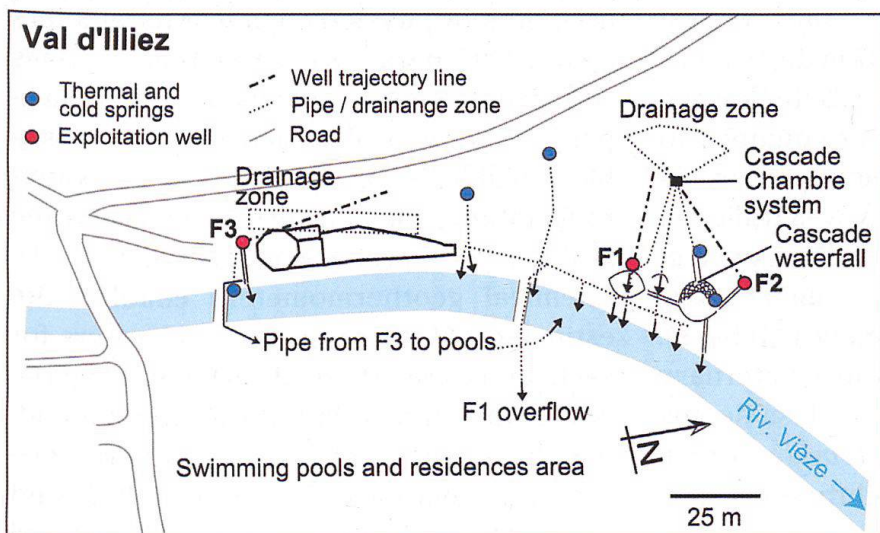 Val d'Illiez
Thermal and
cold springs
Exploitation well
Well trajectory line
Pipe / drainange zone
Road
Drainage zone
Cascade
Chambre
system
Cascade
waterfall
Drainage
zone
F3
F1
F2
Pipe from F3 to pools
F1 overflow
N
Riv. Vièze
Swimming pools and residences area
25 m